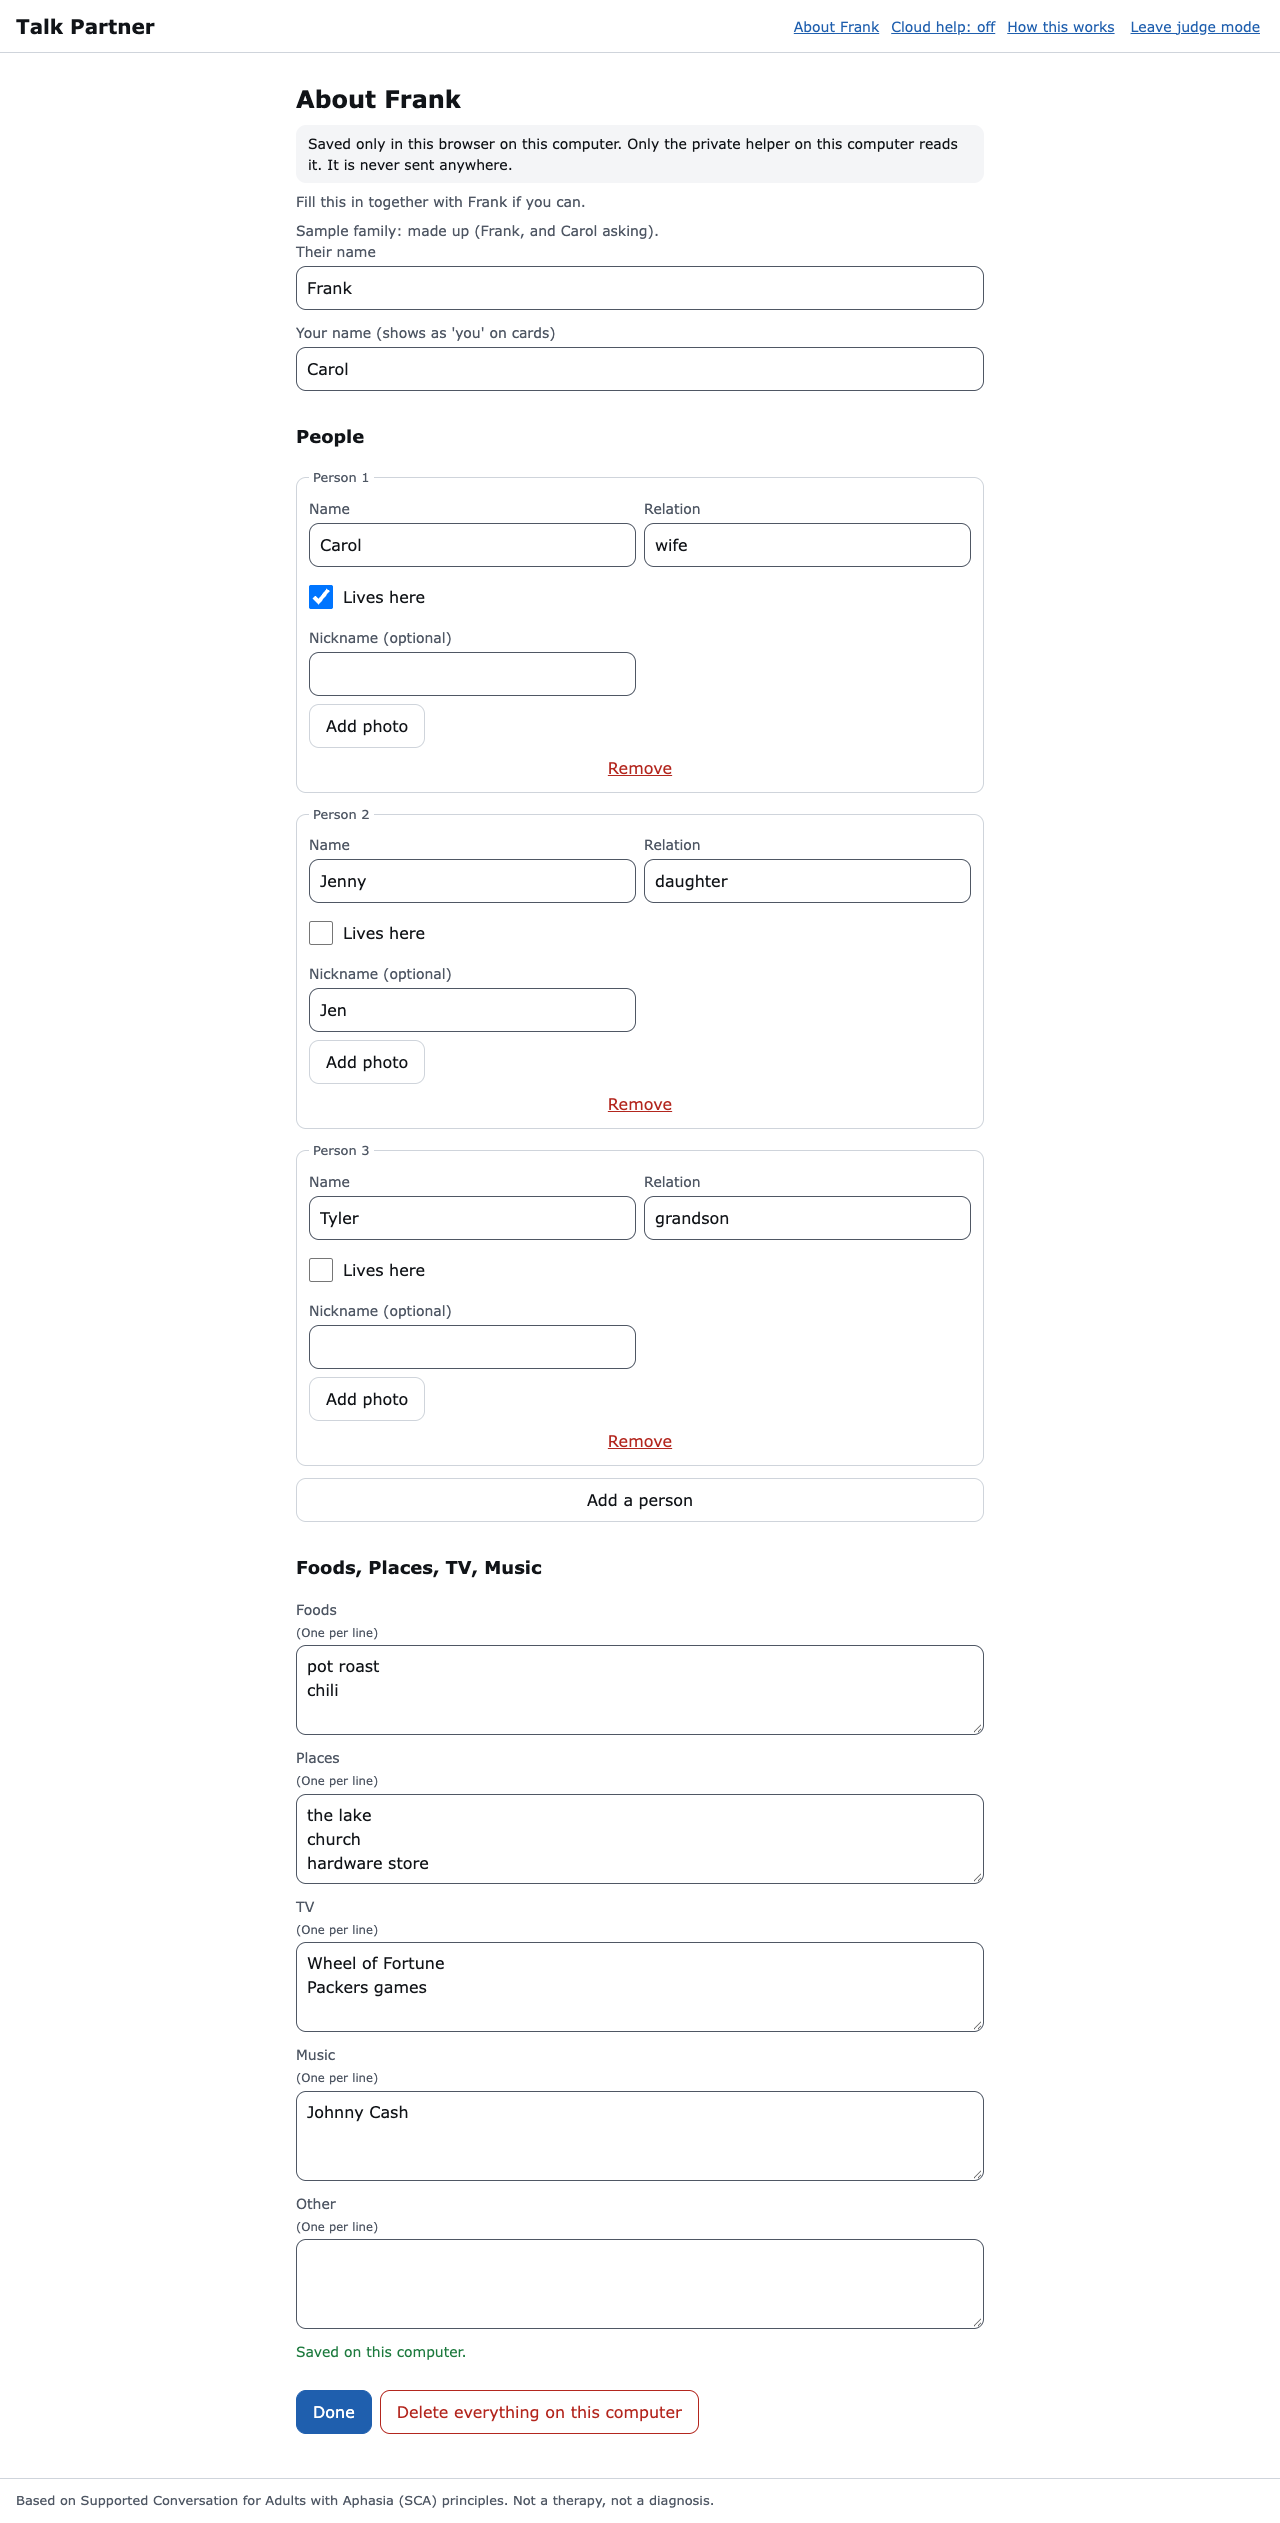 Talk Partner
About Frank Cloud help: off How this works Leave judge mode
About Frank
Saved only in this browser on this computer. Only the private helper on this computer reads
it. It is never sent anywhere.
Fill this in together with Frank if you can.
Sample family: made up (Frank, and Carol asking).
Their name
Frank
Your name (shows as 'you' on cards)
Carol
People
Person 1
Name Relation
Carol wife
Lives here
Nickname (optional)
Add photo
Remove
Person 2
Name Relation
Jenny daughter
Lives here
Nickname (optional)
Jen
Add photo
Remove
Person 3
Name Relation
Tyler grandson
Lives here
Nickname (optional)
Add photo
Remove
Add a person
Foods, Places, TV, Music
Foods
(One per line)
pot roast
chili
Places
(One per line)
the lake
church
hardware store
TV
(One per line)
Wheel of Fortune
Packers games
Music
(One per line)
Johnny Cash
Other
(One per line)
Saved on this computer.
Done Delete everything on this computer
Based on Supported Conversation for Adults with Aphasia (SCA) principles. Not a therapy, not a diagnosis.